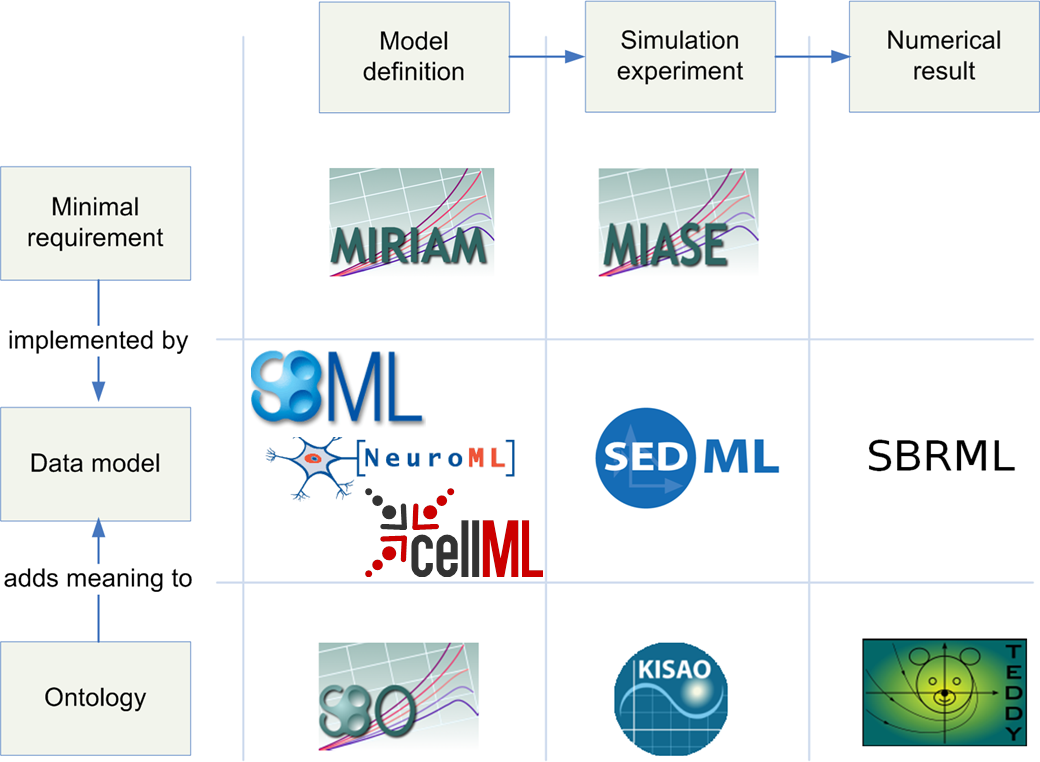 Model
definition
Simulation
experiment
Numerical
result
Minimal
requirement
MIRIAM
MIASE
implemented by
SBML
Data model
[NeuroML]
SED ML
SBRML
cellML
adds meaning to
Ontology
SBO
KISAO
TEDDY